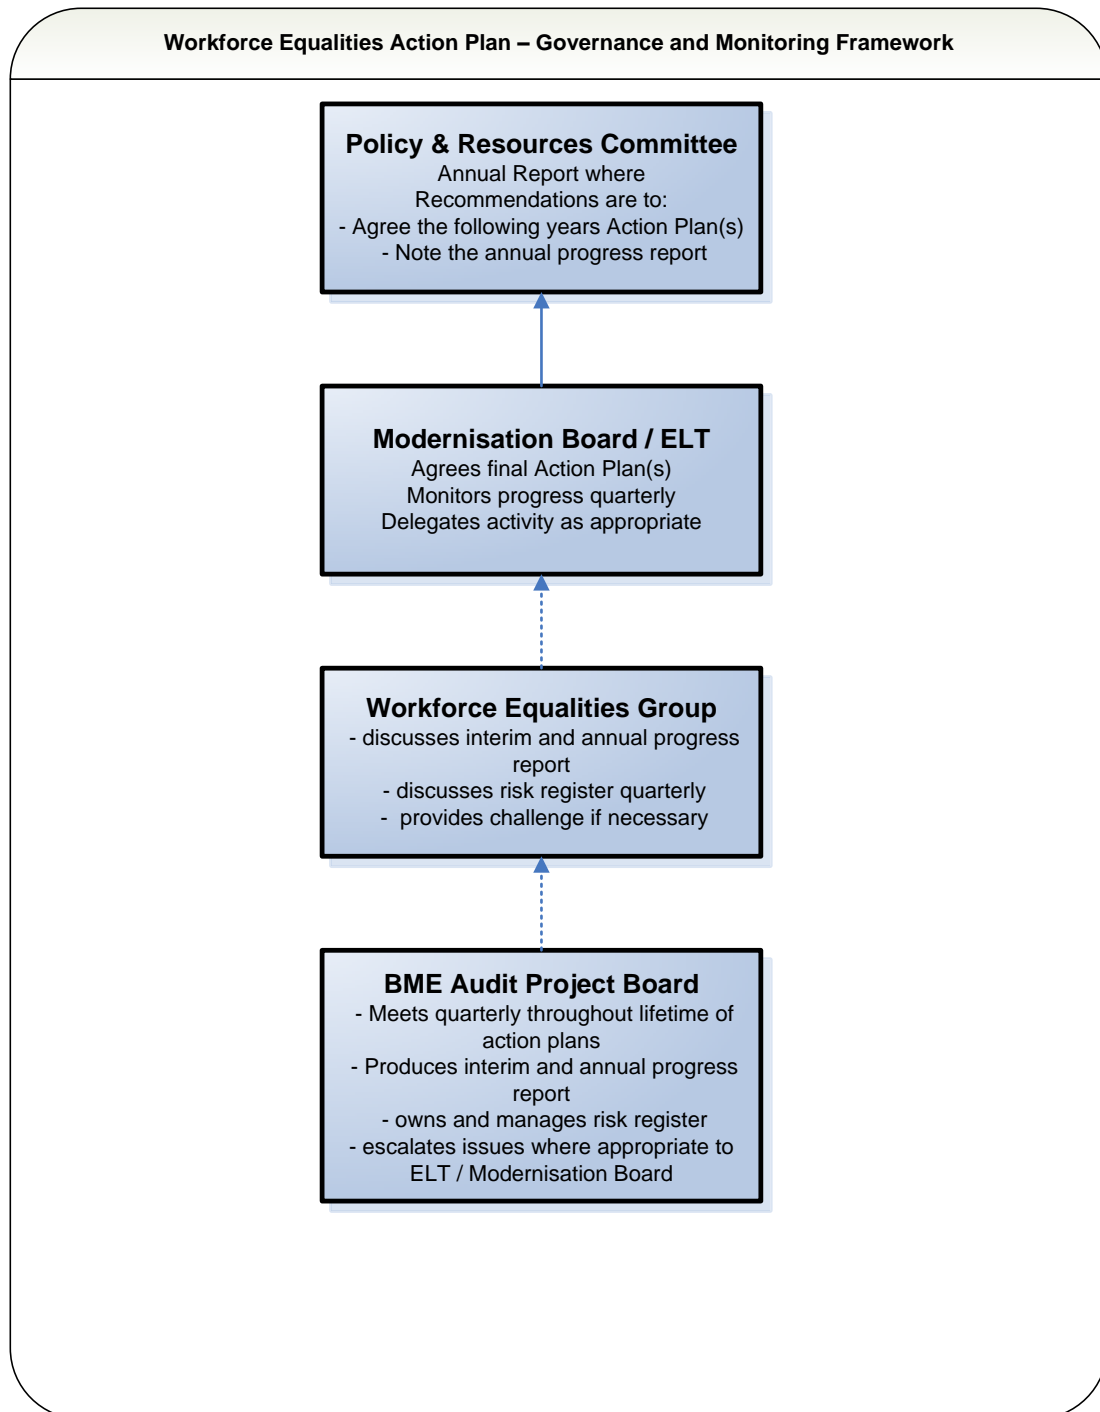 Workforce Equalities Action Plan – Governance and Monitoring Framework
Policy & Resources Committee
Annual Report where
Recommendations are to:
- Agree the following years Action Plan(s)
- Note the annual progress report
Modernisation Board / ELT
Agrees final Action Plan(s)
Monitors progress quarterly
Delegates activity as appropriate
Workforce Equalities Group
- discusses interim and annual progress
report
- discusses risk register quarterly
- provides challenge if necessary
BME Audit Project Board
- Meets quarterly throughout lifetime of
action plans
- Produces interim and annual progress
report
- owns and manages risk register
- escalates issues where appropriate to
ELT / Modernisation Board